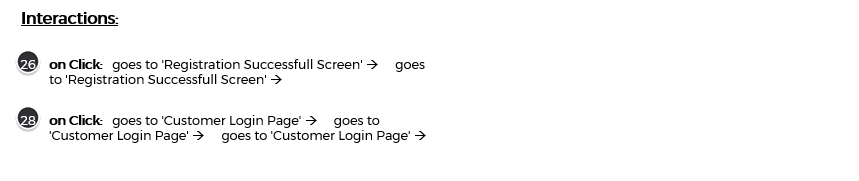 Interactions:
26 on Click: goes to 'Registration Successfull Screen' → goes
to 'Registration Successfull Screen' →
28 on Click: goes to 'Customer Login Page' → goes to
'Customer Login Page' → goes to 'Customer Login Page' →